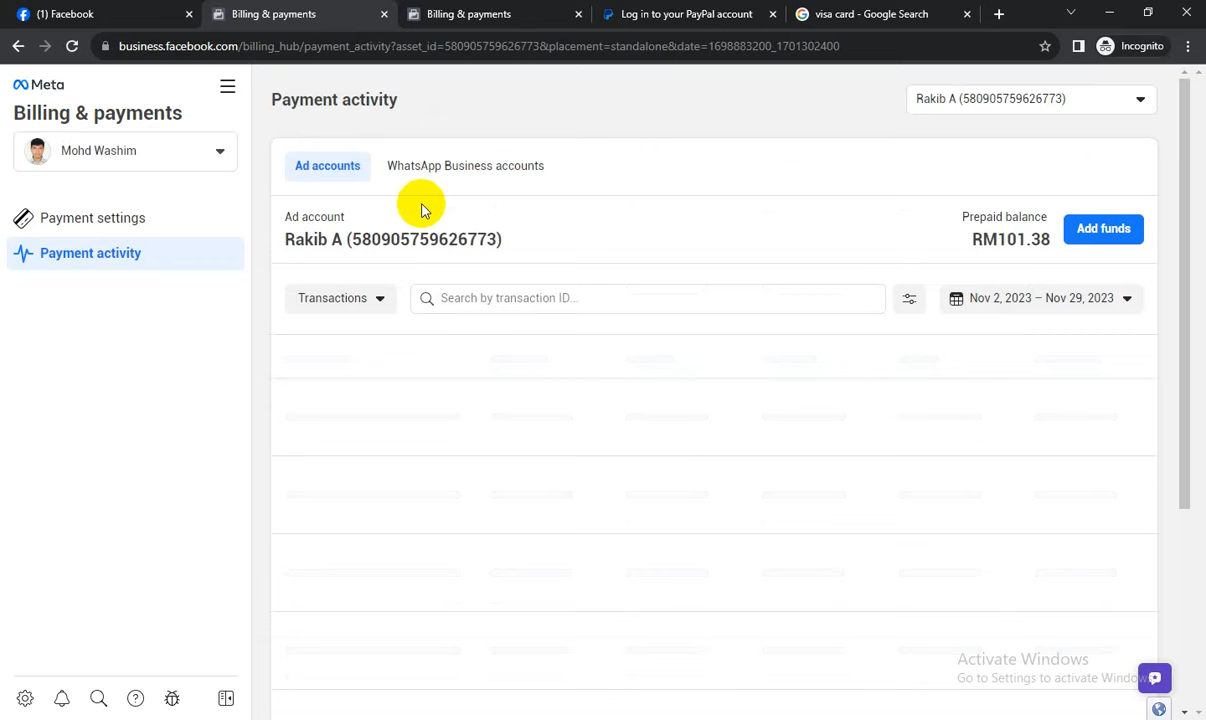 (1) Facebook
Billing & payments
Billing & payments
Log in to your PayPal account
visa card - Google Search
business.facebook.com/billing_hub/payment_activity?asset_id=580905759626773&placement=standalone&date=1698883200_1701302400
Incognito
Meta
Billing & payments
Mohd Washim
Payment settings
Payment activity
Payment activity
Rakib A (580905759626773)
Ad accounts
WhatsApp Business accounts
Ad account
Rakib A (580905759626773)
Prepaid balance
RM101.38
Add funds
Transactions
Search by transaction ID...
Nov 2, 2023 – Nov 29, 2023
Activate Windows
Go to Settings to activate Windows